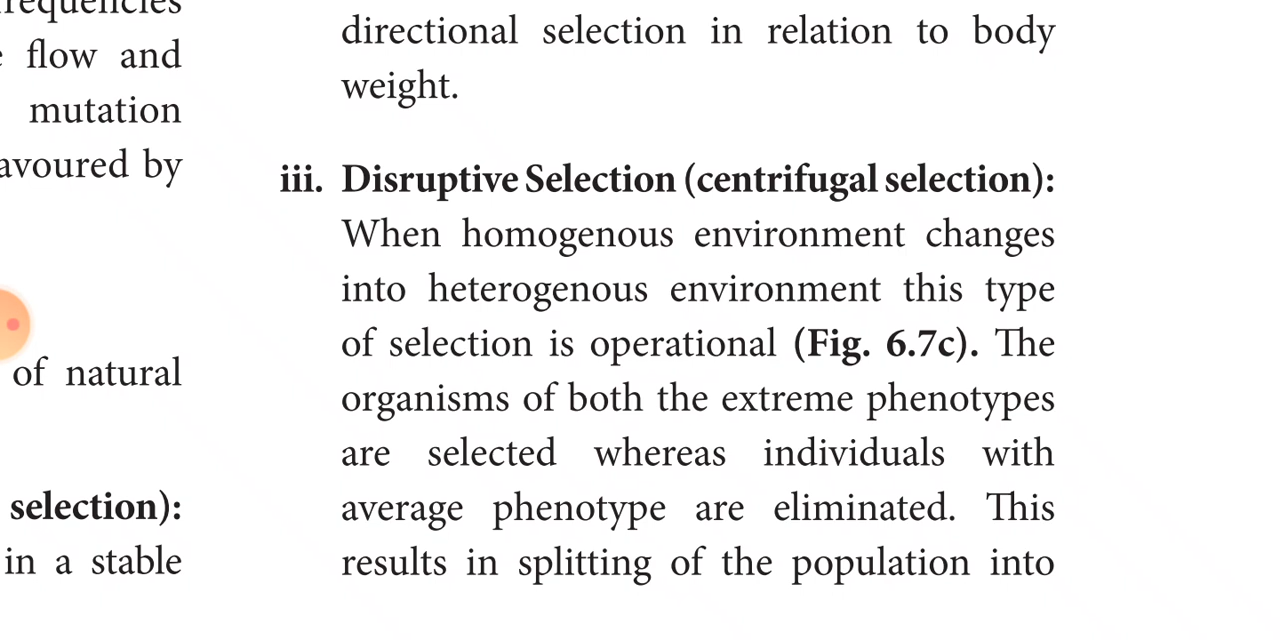 flow and
mutation
avoured by
of natural
selection):
in a stable
directional selection in relation to body
weight.
iii. Disruptive Selection (centrifugal selection):
When homogenous environment changes
into heterogenous environment this type
of selection is operational (Fig. 6.7c). The
organisms of both the extreme phenotypes
are selected whereas individuals with
average phenotype are eliminated. This
results in splitting of the population into